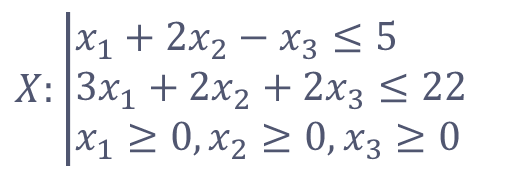 x₁ + 2x₂ − x₃ ≤ 5
X: 3x₁ + 2x₂ + 2x₃ ≤ 22
x₁ ≥ 0, x₂ ≥ 0, x₃ ≥ 0